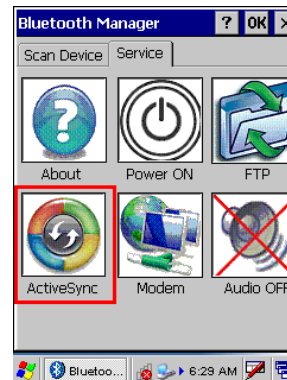 Bluetooth Manager ? OK ×
Scan Device Service
?
About Power ON FTP
ActiveSync Modem Audio OFF
Bluetoo... 6:29 AM